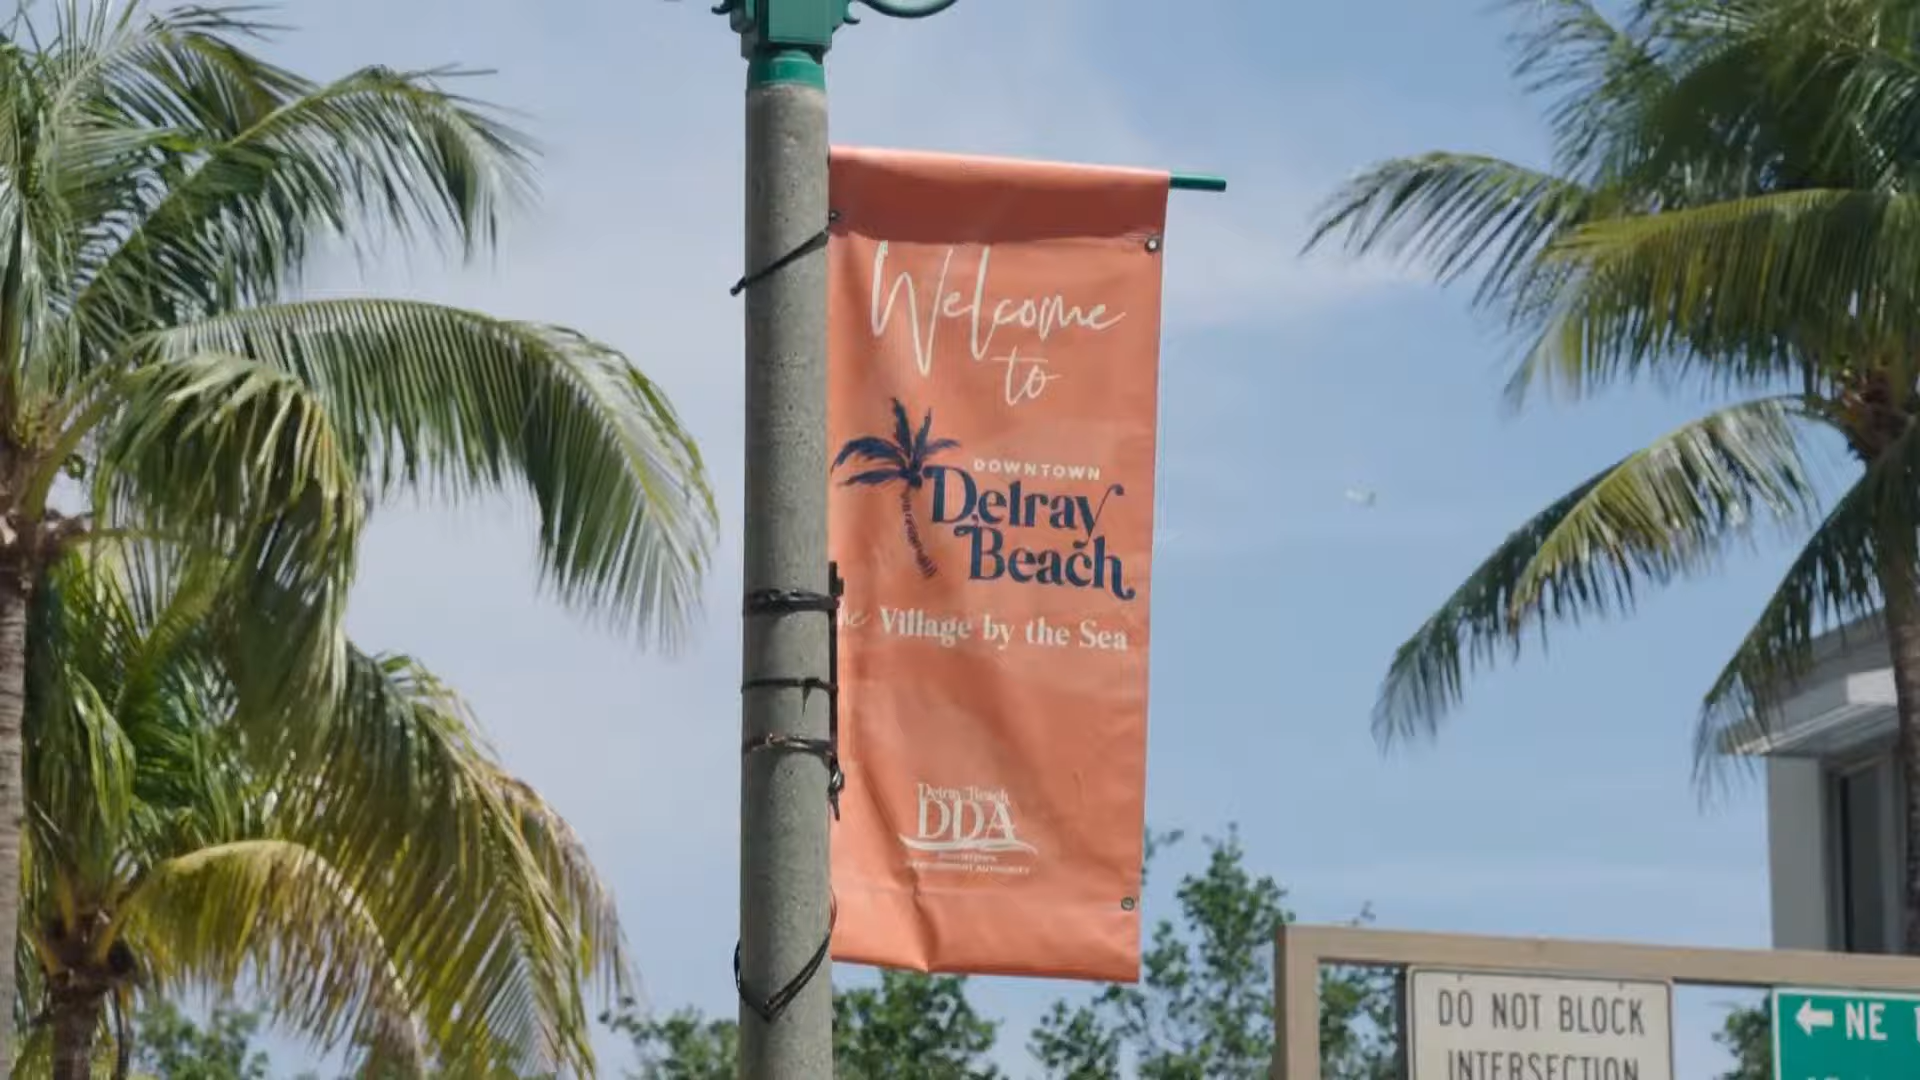 Welcome
to
DOWNTOWN
Delray
Beach
Village by the Sea
Delray Beach
DDA
DO NOT BLOCK
INTERSECTION
← NE